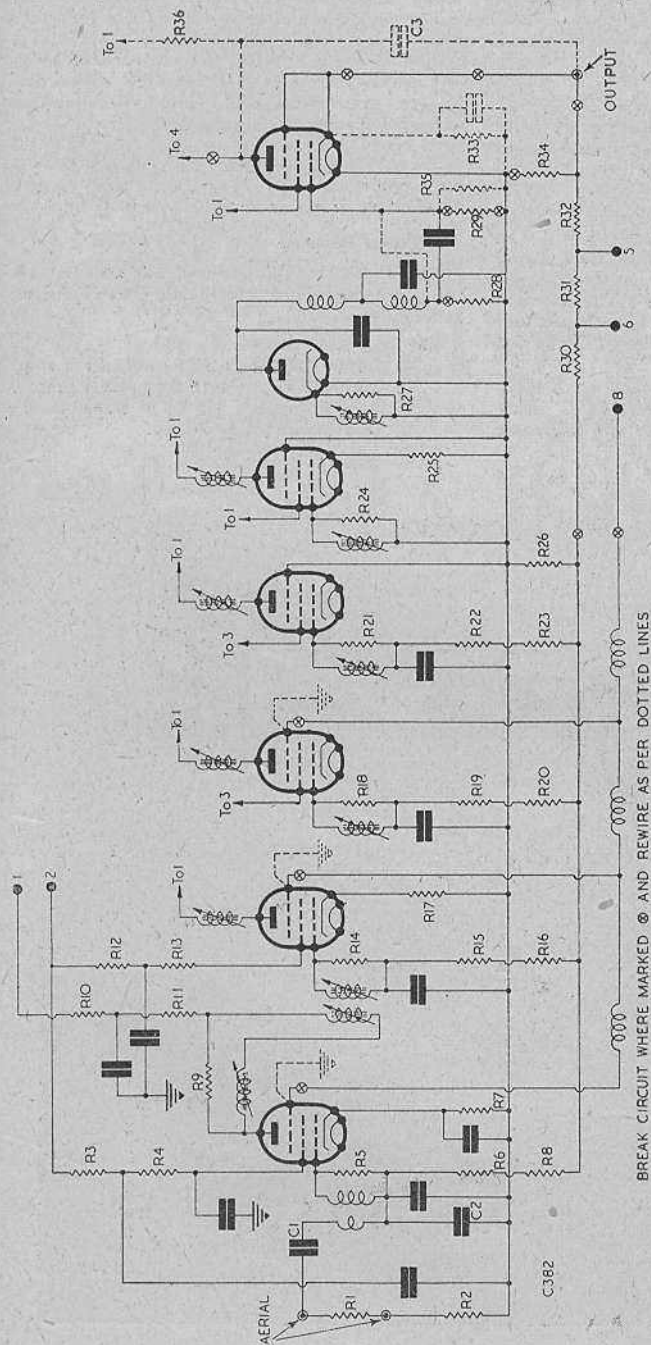 1
2
To 1
To 1
To 1
To 1
To 4
To 1
R36
R3
R4
R10
R11
R12
R13
To 3
To 3
To 1
To 1
C3
R9
C1
R5
R14
R18
R21
R24
R27
AERIAL
R1
R2
C2
R6
R7
R8
R15
R16
R17
R19
R20
R22
R23
R25
R26
R28
R29
R35
R33
R34
R30
R31
R32
OUTPUT
6
5
8
C382
BREAK CIRCUIT WHERE MARKED ⊗ AND REWIRE AS PER DOTTED LINES